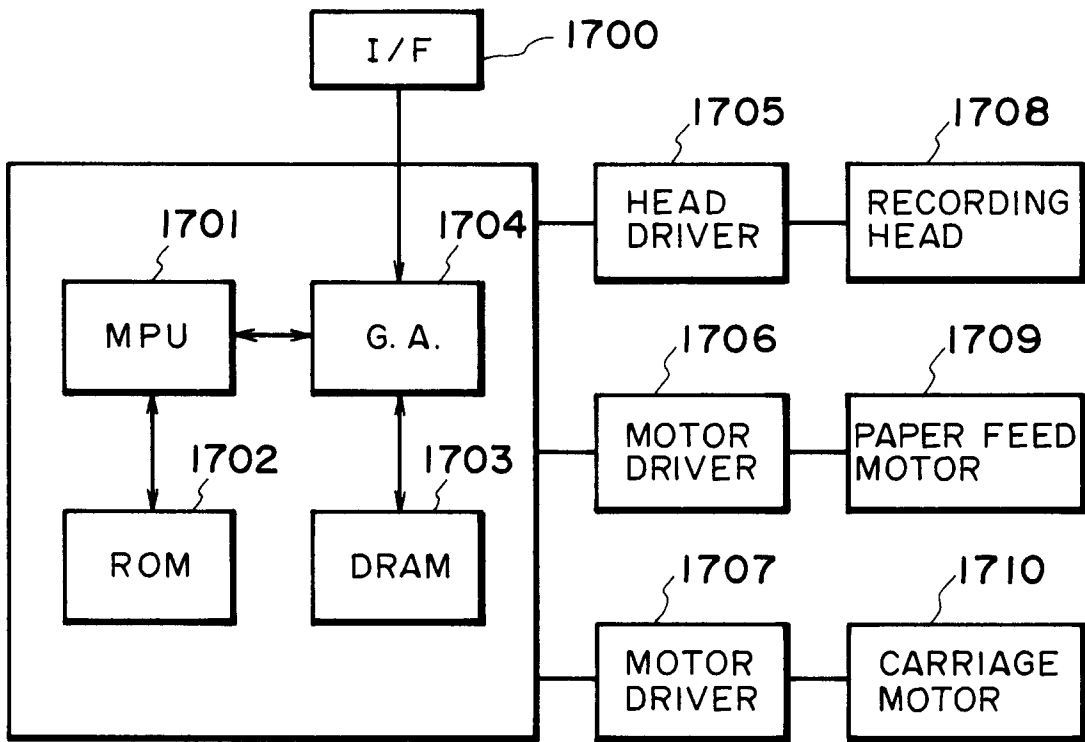 I/F
1700
1705
1708
HEAD
DRIVER
RECORDING
HEAD
1701
1704
MPU
G. A.
1706
1709
MOTOR
DRIVER
PAPER FEED
MOTOR
1702
1703
ROM
DRAM
1707
1710
MOTOR
DRIVER
CARRIAGE
MOTOR